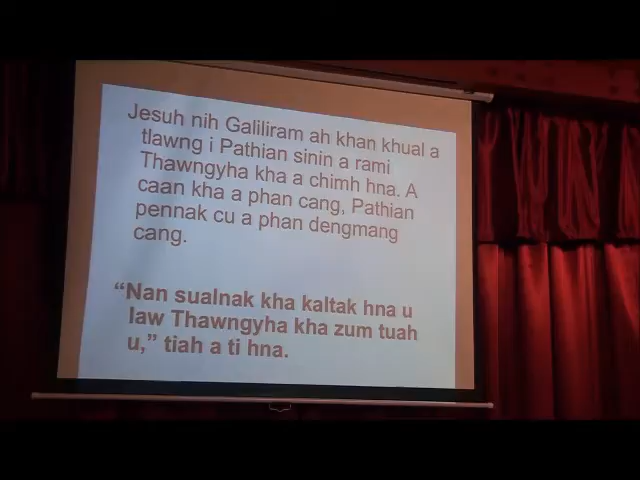 Jesuh nih Galiliram ah khan khual a
tlawng i Pathian sinin a rami
Thawngyha kha a chimh hna. A
caan kha a phan cang, Pathian
pennak cu a phan dengmang
cang.
“Nan sualnak kha kaltak hna u
law Thawngyha kha zum tuah
u,” tiah a ti hna.